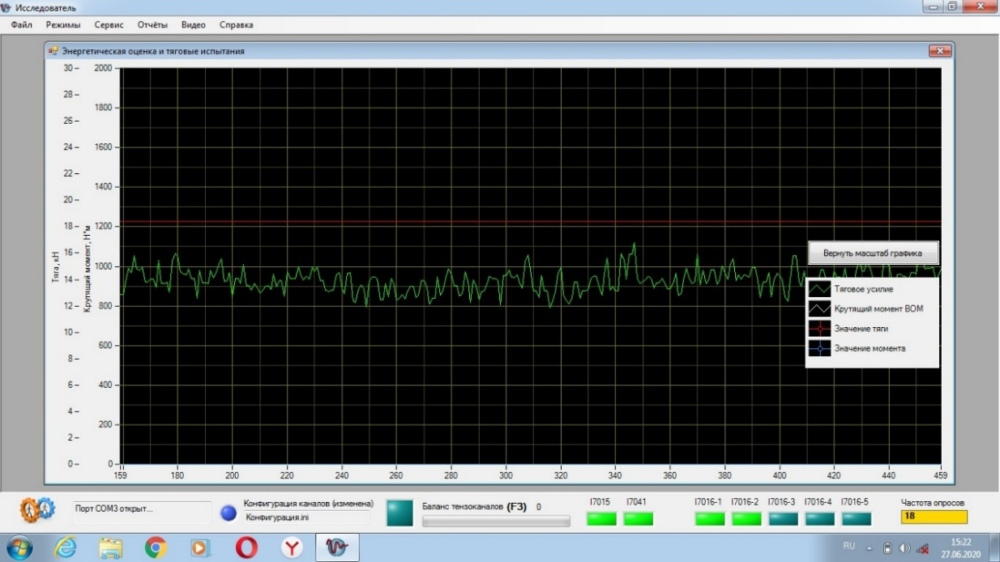 Исследователь
Файл Режимы Сервис Отчёты Видео Справка
Энергетическая оценка и тяговые испытания
30 2000
28
1800
26
24 1600
22
1400
20
18 1200
16
1000
14
12 800
10
600
8
6 400
4
200
2
0 0
Тяга, кН
Крутящий момент, Н*м
159 180 200 220 240 260 280 300 320 340 360 380 400 420 440 459
Вернуть масштаб графика
Тяговое усилие
Крутящий момент ВОМ
Значение тяги
Значение момента
Порт COM3 открыт...
Конфигурация каналов (изменена)
Конфигурация.ini
Баланс тензоканалов (F3) 0
I7015 I7041 I7016-1 I7016-2 I7016-3 I7016-4 I7016-5
Частота опросов
18
RU
15:22
27.06.2020